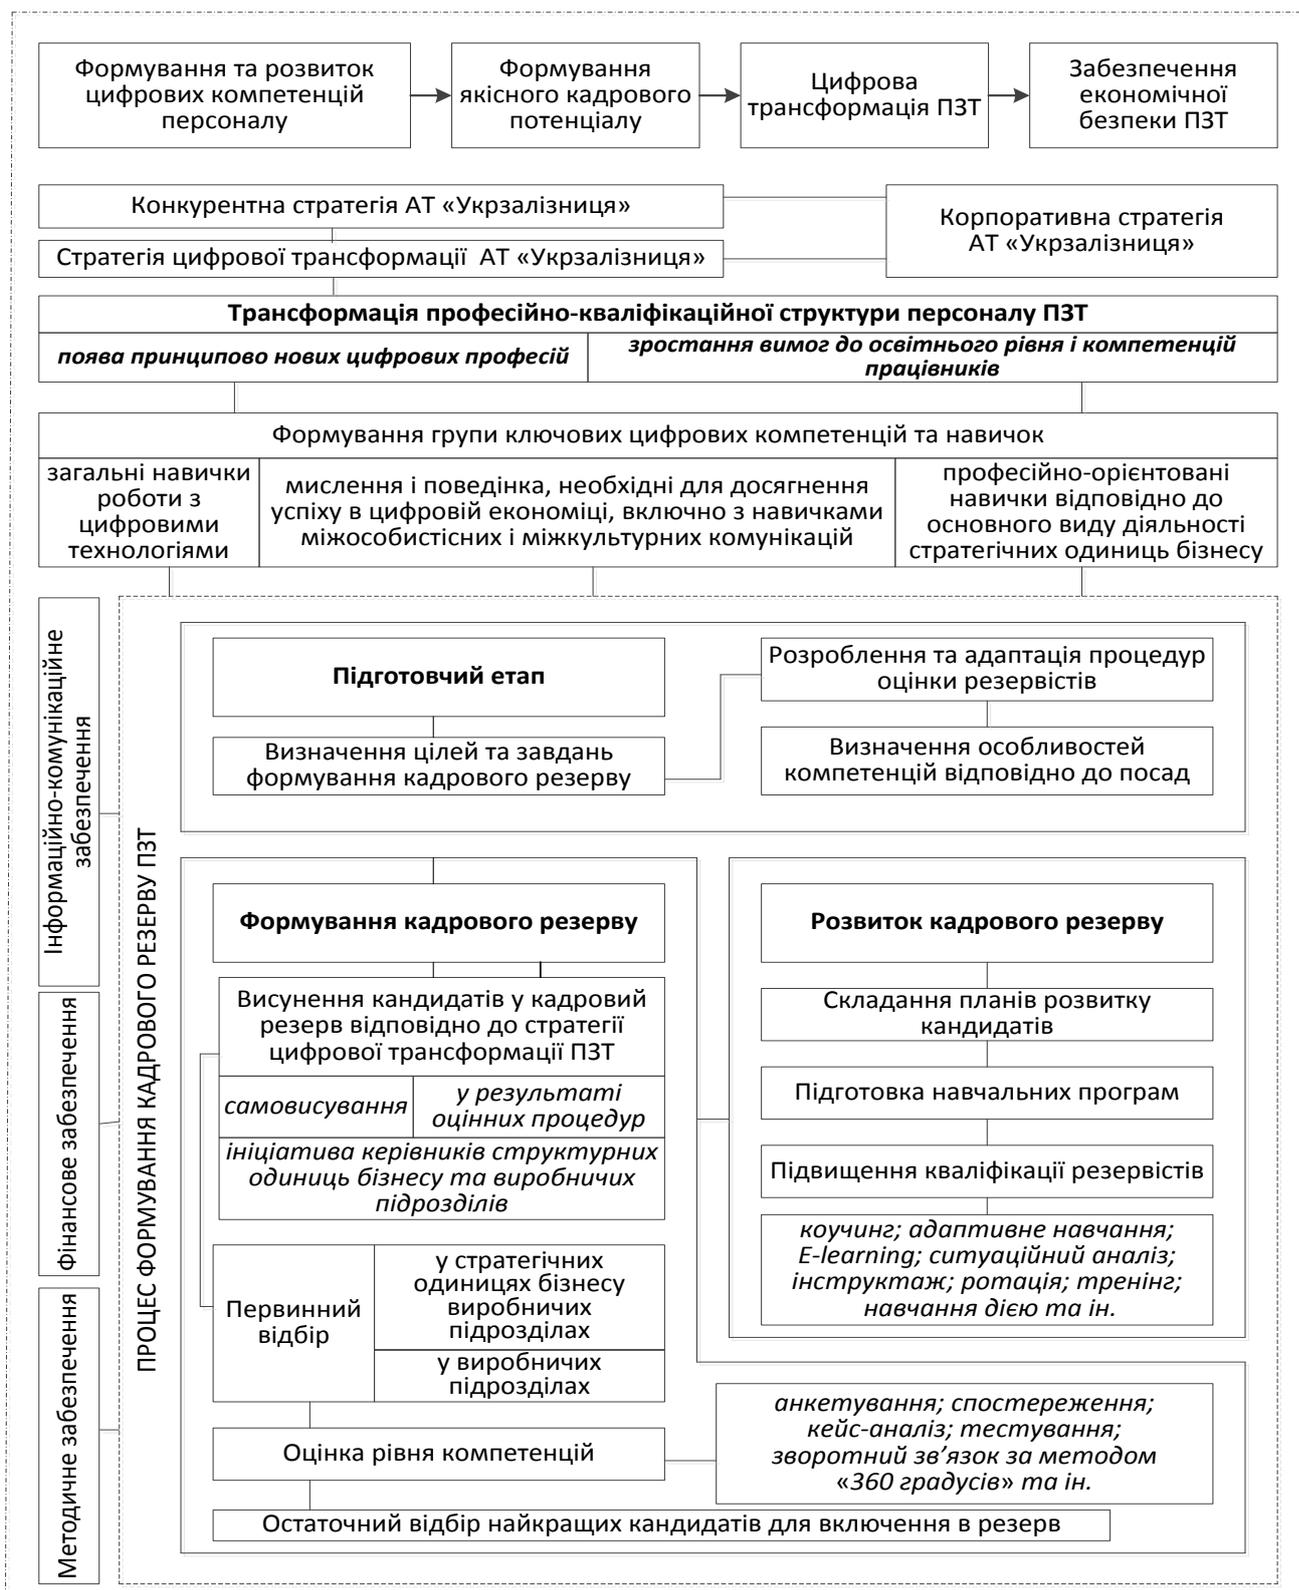 Формування та розвиток
цифрових компетенцій
персоналу
Формування
якісного кадрового
потенціалу
Цифрова
трансформація ПЗТ
Забезпечення
економічної
безпеки ПЗТ
Конкурентна стратегія АТ «Укрзалізниця»
Стратегія цифрової трансформації АТ «Укрзалізниця»
Корпоративна стратегія
АТ «Укрзалізниця»
Трансформація професійно-кваліфікаційної структури персоналу ПЗТ
поява принципово нових цифрових професій
зростання вимог до освітнього рівня і компетенцій
працівників
Формування групи ключових цифрових компетенцій та навичок
загальні навички
роботи з
цифровими
технологіями
мислення і поведінка, необхідні для досягнення
успіху в цифровій економіці, включно з навичками
міжособистісних і міжкультурних комунікацій
професійно-орієнтовані
навички відповідно до
основного виду діяльності
стратегічних одиниць бізнесу
Інформаційно-комунікаційне
забезпечення
Фінансове забезпечення
Методичне забезпечення
ПРОЦЕС ФОРМУВАННЯ КАДРОВОГО РЕЗЕРВУ ПЗТ
Підготовчий етап
Визначення цілей та завдань
формування кадрового резерву
Розроблення та адаптація процедур
оцінки резервістів
Визначення особливостей
компетенцій відповідно до посад
Формування кадрового резерву
Висунення кандидатів у кадровий
резерв відповідно до стратегії
цифрової трансформації ПЗТ
самовисування
у результаті
оцінних процедур
ініціатива керівників структурних
одиниць бізнесу та виробничих
підрозділів
Первинний
відбір
у стратегічних
одиницях бізнесу
виробничих
підрозділах
у виробничих
підрозділах
Оцінка рівня компетенцій
Остаточний відбір найкращих кандидатів для включення в резерв
Розвиток кадрового резерву
Складання планів розвитку
кандидатів
Підготовка навчальних програм
Підвищення кваліфікації резервістів
коучинг; адаптивне навчання;
E-learning; ситуаційний аналіз;
інструктаж; ротація; тренінг;
навчання дією та ін.
анкетування; спостереження;
кейс-аналіз; тестування;
зворотний зв’язок за методом
«360 градусів» та ін.